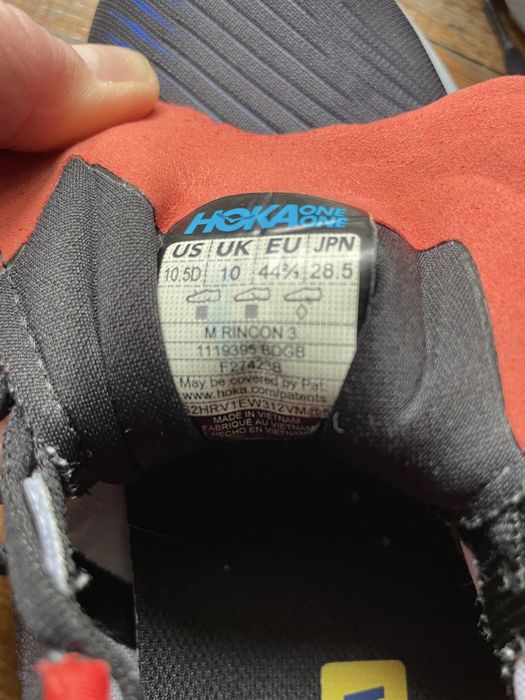 HOKA ONE ONE
US UK EU JPN
10.5D 10 44⅔ 28.5
M RINCON 3
1119395 BDGB
F27423B
May be covered by Pat.
www.hoka.com/patents
MADE IN VIETNAM
FABRIQUE AU VIETNAM
HECHO EN VIETNAM